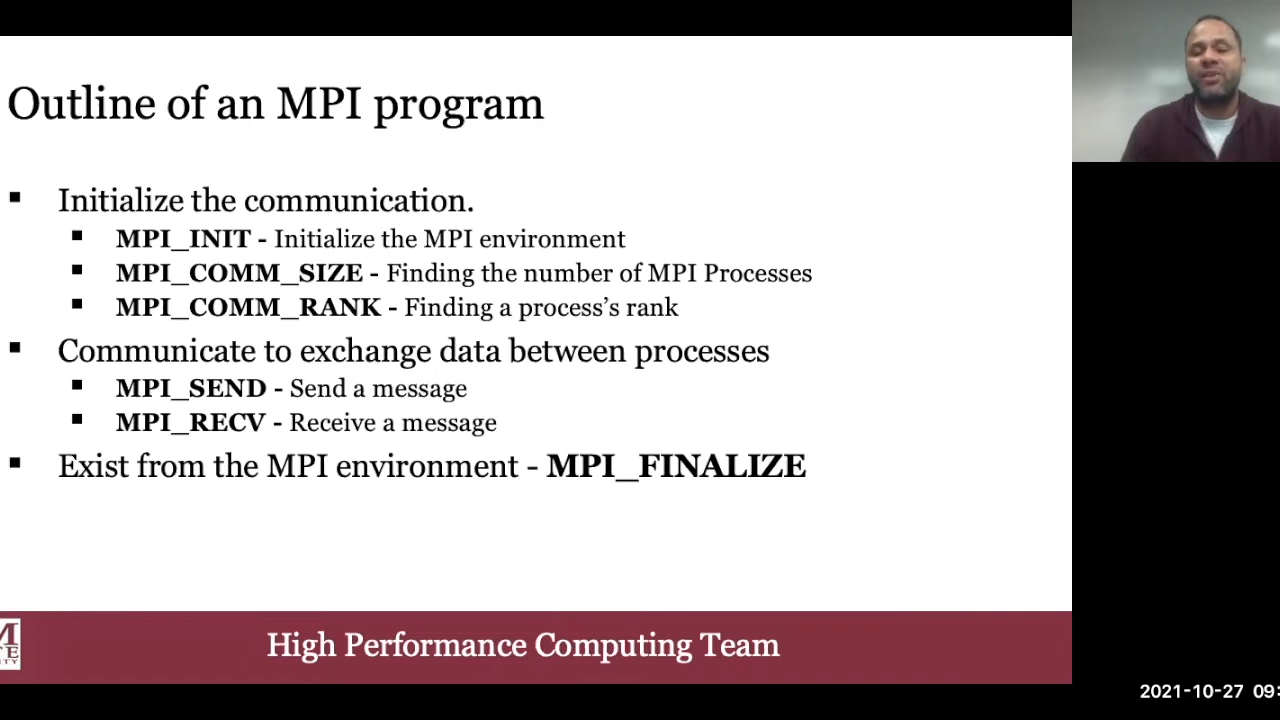 Outline of an MPI program
▪ Initialize the communication.
▪ MPI_INIT - Initialize the MPI environment
▪ MPI_COMM_SIZE - Finding the number of MPI Processes
▪ MPI_COMM_RANK - Finding a process’s rank
▪ Communicate to exchange data between processes
▪ MPI_SEND - Send a message
▪ MPI_RECV - Receive a message
▪ Exist from the MPI environment - MPI_FINALIZE
High Performance Computing Team
2021-10-27 09: